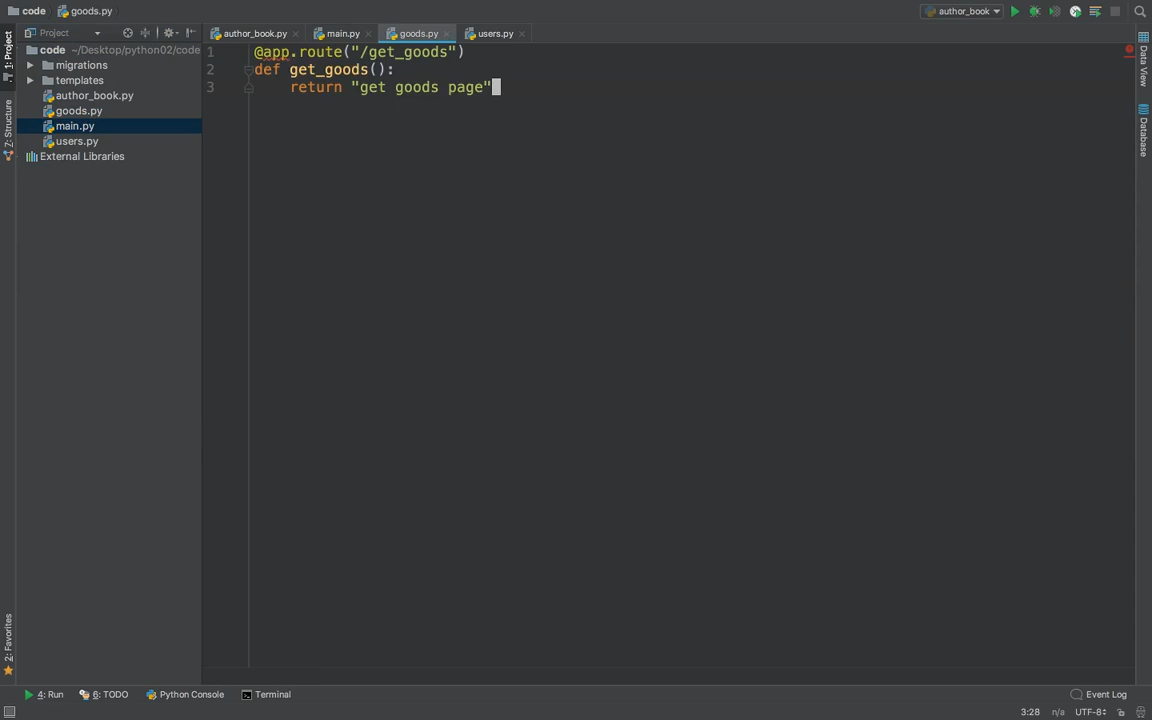 code goods.py
author_book
Project
author_book.py main.py goods.py users.py
1: Project
Z: Structure
2: Favorites
code ~/Desktop/python02/code
migrations
templates
author_book.py
goods.py
main.py
users.py
External Libraries
1 @app.route("/get_goods")
2 def get_goods():
3 return "get goods page"
Data View
Database
4: Run 6: TODO Python Console Terminal
Event Log
3:28 n/a UTF-8